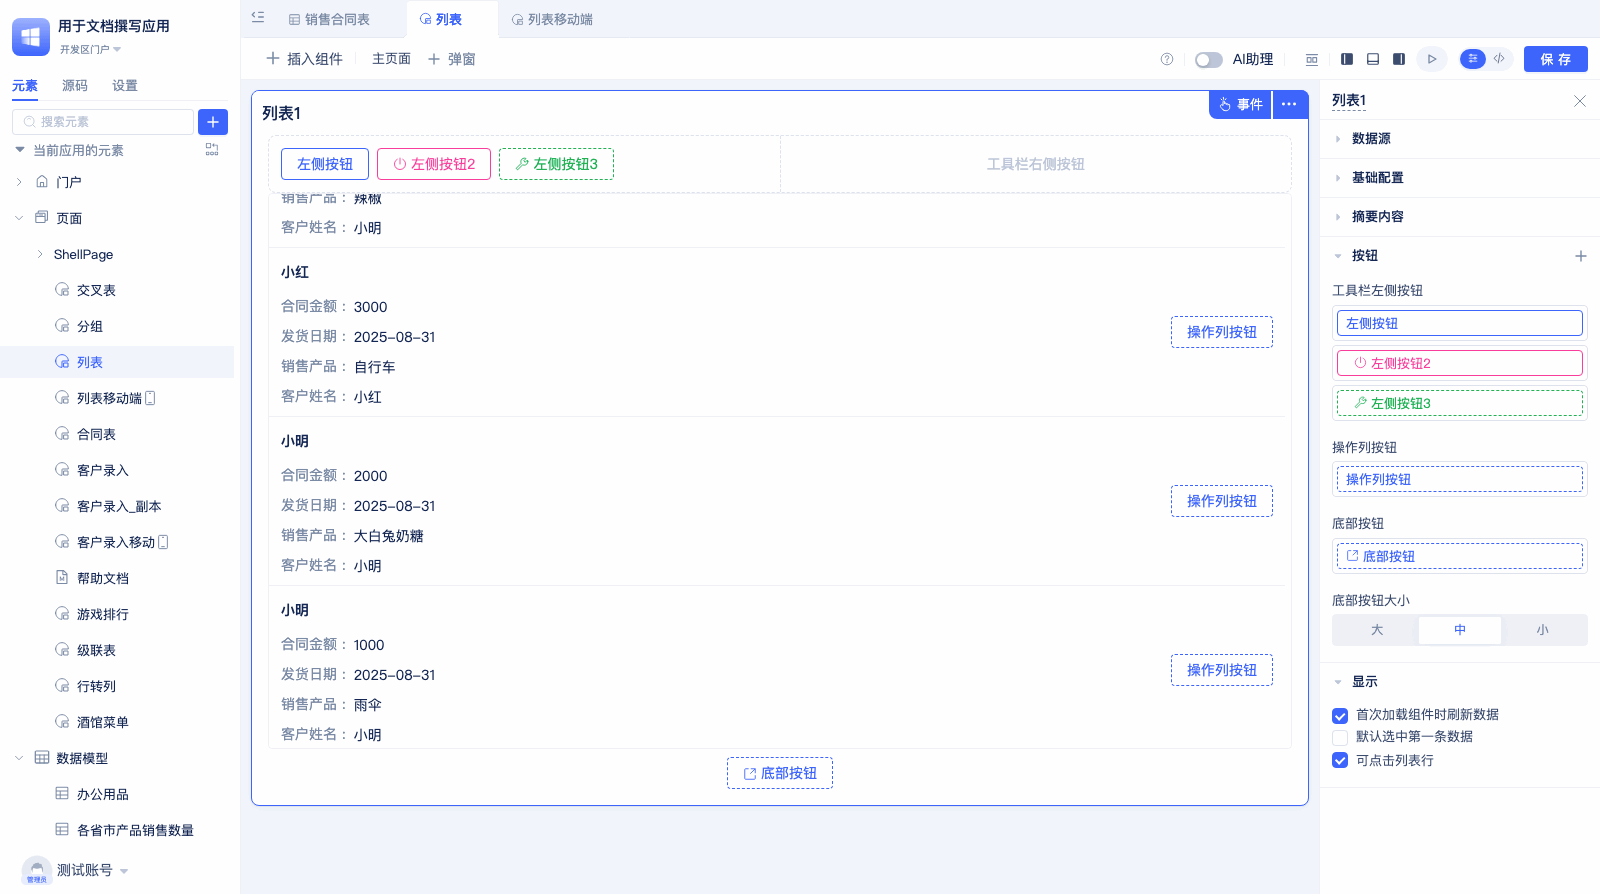 用于文档撰写应用
开发区门户
元素 源码 设置
搜索元素
当前应用的元素
门户
页面
ShellPage
交叉表
分组
列表
列表移动端
合同表
客户录入
客户录入_副本
客户录入移动
帮助文档
游戏排行
级联表
行转列
酒馆菜单
数据模型
办公用品
各省市产品销售数量
测试账号
管理员
销售合同表 列表 列表移动端
插入组件 主页面 弹窗 AI助理 保存
列表1 事件
左侧按钮 左侧按钮2 左侧按钮3 工具栏右侧按钮
销售产品： 辣椒
客户姓名： 小明
小红
合同金额： 3000
发货日期： 2025-08-31
销售产品： 自行车
客户姓名： 小红
操作列按钮
小明
合同金额： 2000
发货日期： 2025-08-31
销售产品： 大白兔奶糖
客户姓名： 小明
操作列按钮
小明
合同金额： 1000
发货日期： 2025-08-31
销售产品： 雨伞
客户姓名： 小明
操作列按钮
底部按钮
列表1
数据源
基础配置
摘要内容
按钮
工具栏左侧按钮
左侧按钮
左侧按钮2
左侧按钮3
操作列按钮
操作列按钮
底部按钮
底部按钮
底部按钮大小
大 中 小
显示
首次加载组件时刷新数据
默认选中第一条数据
可点击列表行